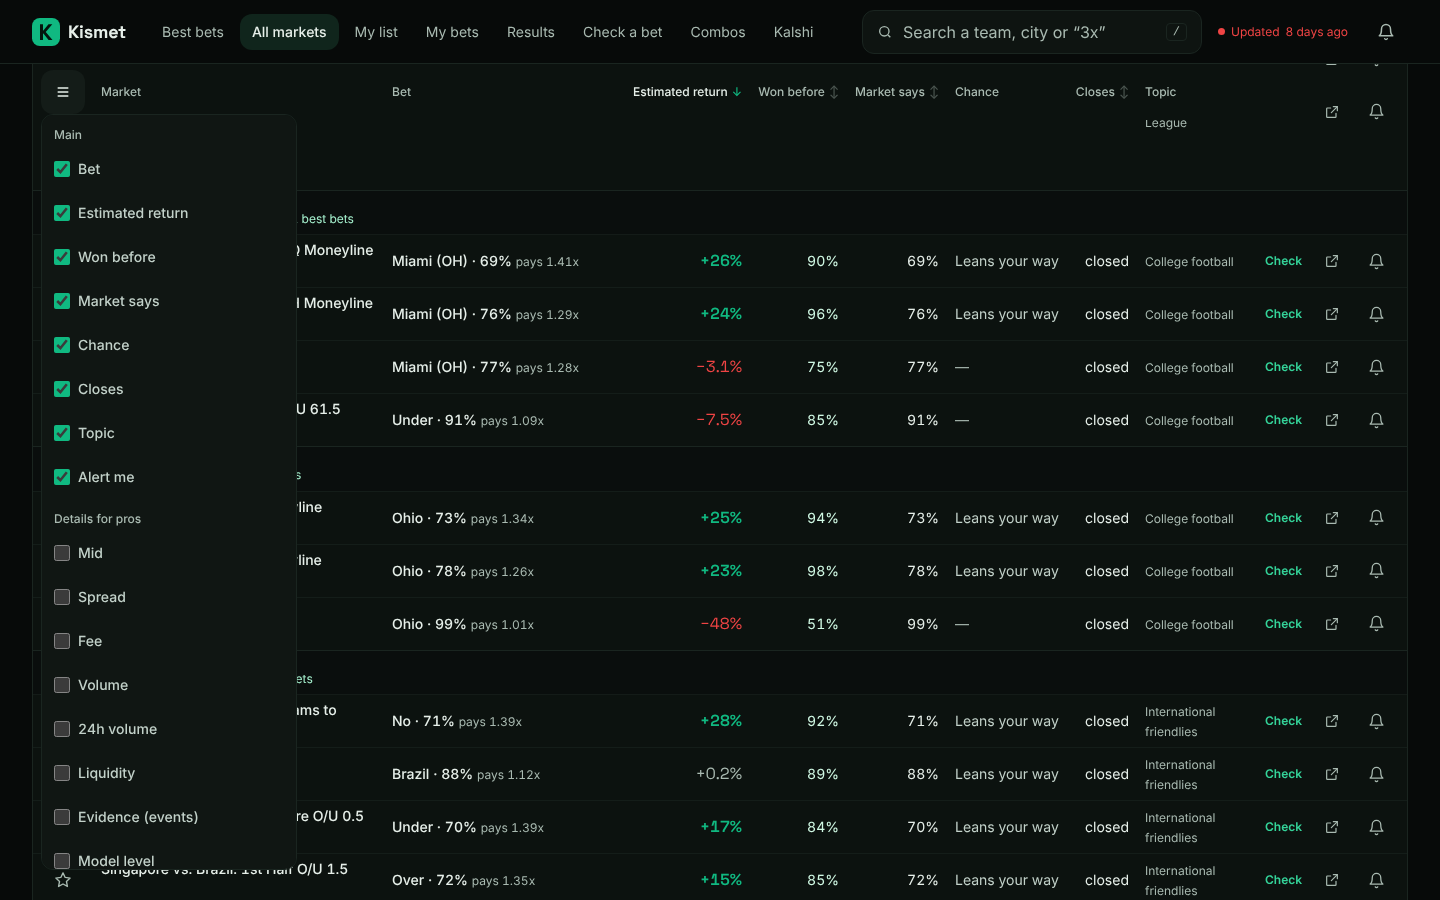 Kismet
Best bets
All markets
My list
My bets
Results
Check a bet
Combos
Kalshi
Search a team, city or “3x”
/
Updated 8 days ago
Market
Bet
Estimated return
Won before
Market says
Chance
Closes
Topic
League
Main
Bet
Estimated return
Won before
Market says
Chance
Closes
Topic
Alert me
Details for pros
Mid
Spread
Fee
Volume
24h volume
Liquidity
Evidence (events)
Model level
best bets
Moneyline
Miami (OH) · 69% pays 1.41x +26% 90% 69% Leans your way closed College football Check
Moneyline
Miami (OH) · 76% pays 1.29x +24% 96% 76% Leans your way closed College football Check
Miami (OH) · 77% pays 1.28x −3.1% 75% 77% — closed College football Check
U 61.5
Under · 91% pays 1.09x −7.5% 85% 91% — closed College football Check
Ohio · 73% pays 1.34x +25% 94% 73% Leans your way closed College football Check
Ohio · 78% pays 1.26x +23% 98% 78% Leans your way closed College football Check
Ohio · 99% pays 1.01x −48% 51% 99% — closed College football Check
to
No · 71% pays 1.39x +28% 92% 71% Leans your way closed International friendlies Check
Brazil · 88% pays 1.12x +0.2% 89% 88% Leans your way closed International friendlies Check
O/U 0.5
Under · 70% pays 1.39x +17% 84% 70% Leans your way closed International friendlies Check
Singapore vs. Brazil: 1st Half O/U 1.5
Over · 72% pays 1.35x +15% 85% 72% Leans your way closed International friendlies Check